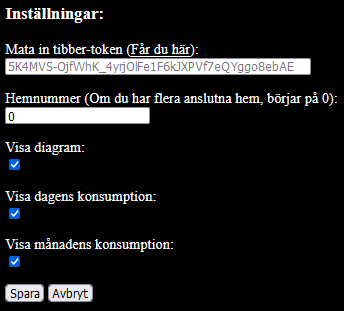 Inställningar:
Mata in tibber-token (Får du här):
5K4MVS-OjfWhK_4yrjOlFe1F6kJXPVf7eQYggo8ebAE
Hemnummer (Om du har flera anslutna hem, börjar på 0):
0
Visa diagram:
Visa dagens konsumption:
Visa månadens konsumption:
Spara Avbryt